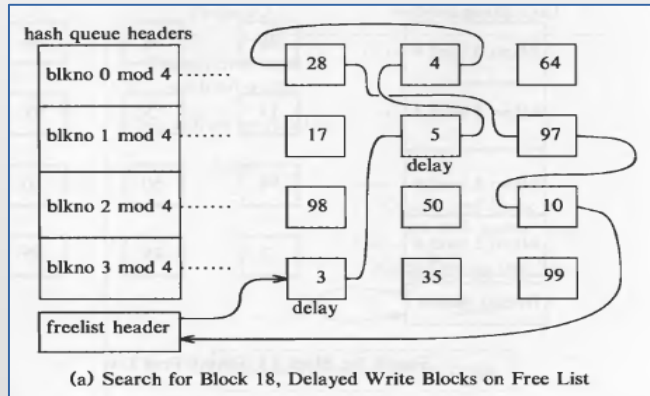 hash queue headers
blkno 0 mod 4 28 4 64
blkno 1 mod 4 17 5 97
delay
blkno 2 mod 4 98 50 10
blkno 3 mod 4 3 35 99
delay
freelist header
(a) Search for Block 18, Delayed Write Blocks on Free List